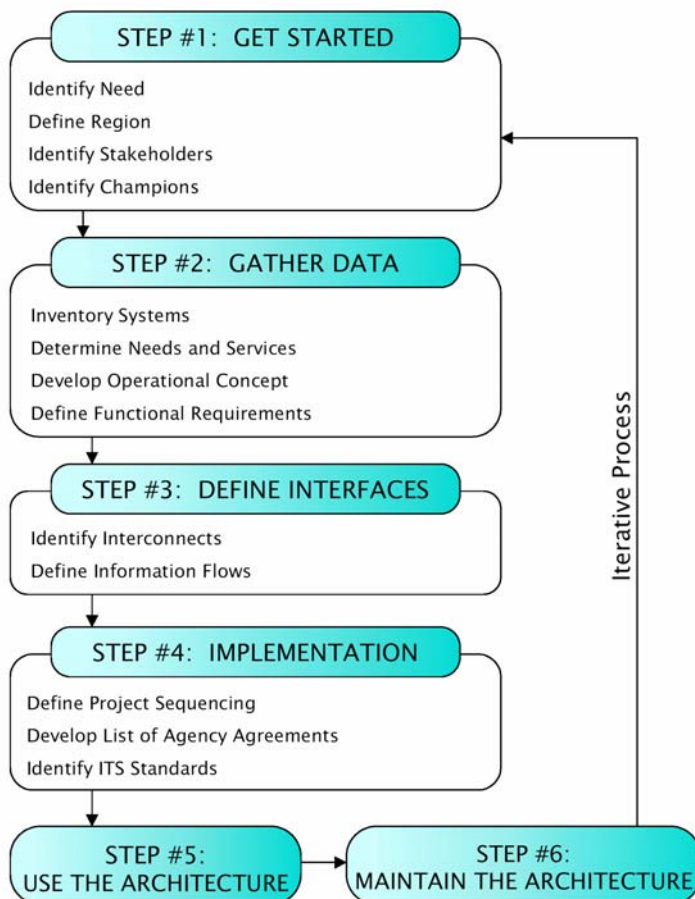 STEP #1: GET STARTED
Identify Need
Define Region
Identify Stakeholders
Identify Champions
STEP #2: GATHER DATA
Inventory Systems
Determine Needs and Services
Develop Operational Concept
Define Functional Requirements
STEP #3: DEFINE INTERFACES
Identify Interconnects
Define Information Flows
STEP #4: IMPLEMENTATION
Define Project Sequencing
Develop List of Agency Agreements
Identify ITS Standards
STEP #5:
USE THE ARCHITECTURE
STEP #6:
MAINTAIN THE ARCHITECTURE
Iterative Process